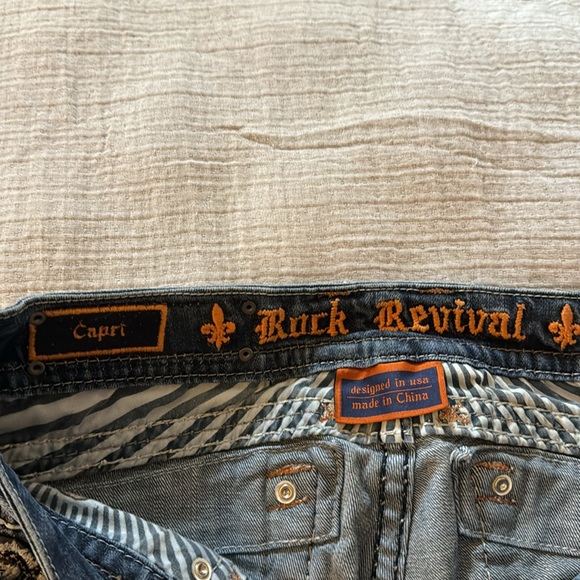 Capri
Rock Revival
designed in usa
made in China